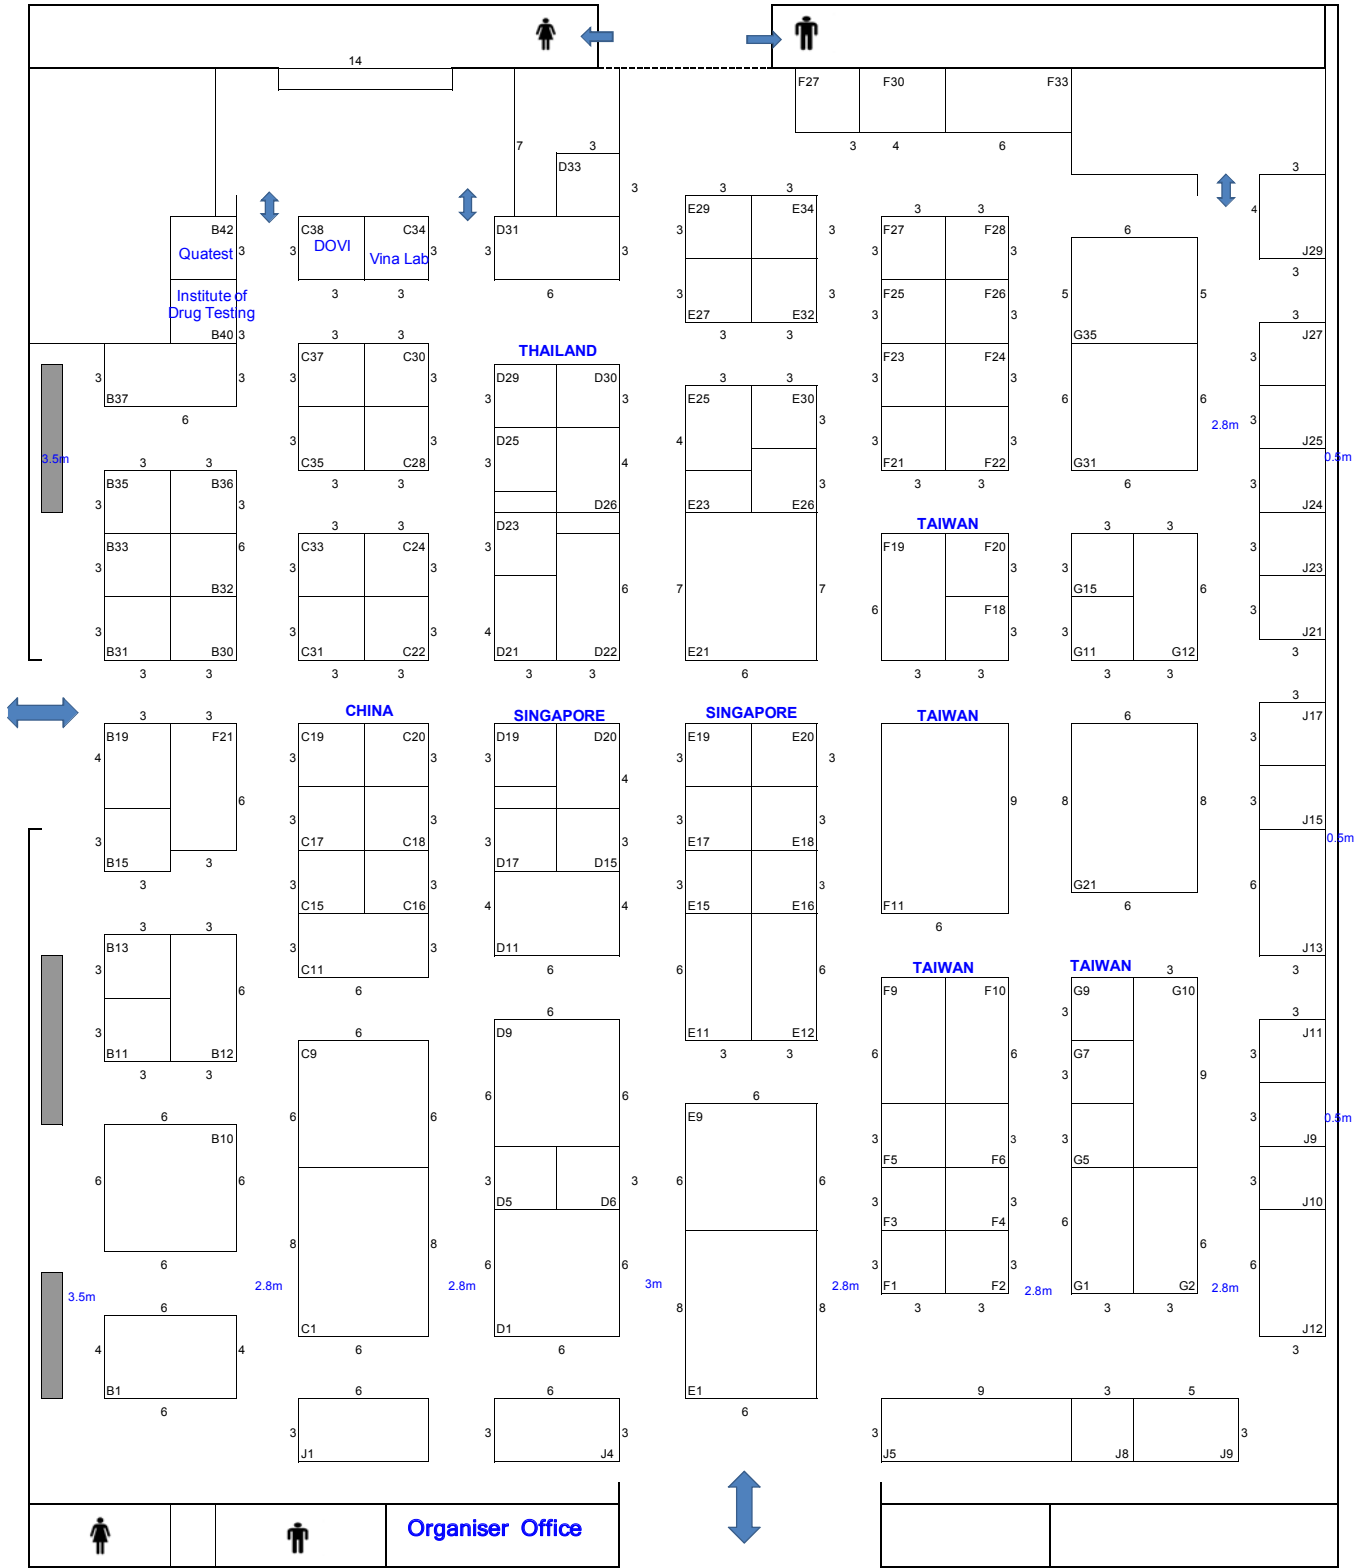 14
F27 F30 F33
3 4 6
7 3
D33
3
3 3
E29 E34
3 3
3 3
E27 E32
3 3
3
4
J29
3
B42
Quatest 3
Institute of
Drug Testing
B40 3
C38 C34
3 DOVI Vina Lab 3
3 3
D31
3 3
6
3 3
F27 F28
3 3
F25 F26
3 3
F23 F24
3 3
3 3
F21 F22
3 3
6
5 5
G35
6 6
G31
6
2.8m
3
J27
3
3
J25
0.5m
3
J24
3
J23
3
J21
3
3 3
B37
6
3.5m
3 3
C37 C30
3 3
3 3
C35 C28
3 3
THAILAND
D29 D30
3 3
D25
3 4
D26
D23
3 6
4
D21 D22
3 3
3 3
E25 E30
4 3
3
E23 E26
7 7
E21
6
3 3
B35 B36
3 3
B33 6
3 B32
3
B31 B30
3 3
3 3
C33 C24
3 3
3 3
C31 C22
3 3
TAIWAN
F19 F20
3
6 F18
3
3 3
3 3
3
G15 6
3
G11 G12
3 3
3 3
B19 F21
4 6
3
B15 3
3
CHINA
C19 C20
3 3
3 3
C17 C18
3 3
C15 C16
3 3
C11
6
SINGAPORE
D19 D20
3 4
3 3
D17 D15
4 4
D11
6
SINGAPORE
E19 E20
3 3
3 3
E17 E18
3 3
E15 E16
6 6
E11 E12
3 3
TAIWAN
9
F11
6
6
8 8
G21
6
3
J17
3
3
J15
0.5m
6
J13
3
3 3
B13
3 6
3
B11 B12
3 3
6
C9
6 6
8 8
C1
6
6
D9
6 6
3 3
D5 D6
6 6
D1
6
6
E9
6 6
8 8
E1
6
TAIWAN
F9 F10
6 6
3 3
F5 F6
3 3
F3 F4
3 3
F1 F2
3 3
TAIWAN
3
G9 G10
3
G7
3 9
3
G5
6 6
G1 G2
3 3
3
J11
3
3
0.5m
J9
3
J10
6
J12
3
6
B10
6 6
6
3.5m 2.8m 2.8m 3m 2.8m 2.8m 2.8m
6
4 4
B1
6
6
3
J1
6
3 3
J4
9 3 5
3 3
J5 J8 J9
Organiser Office